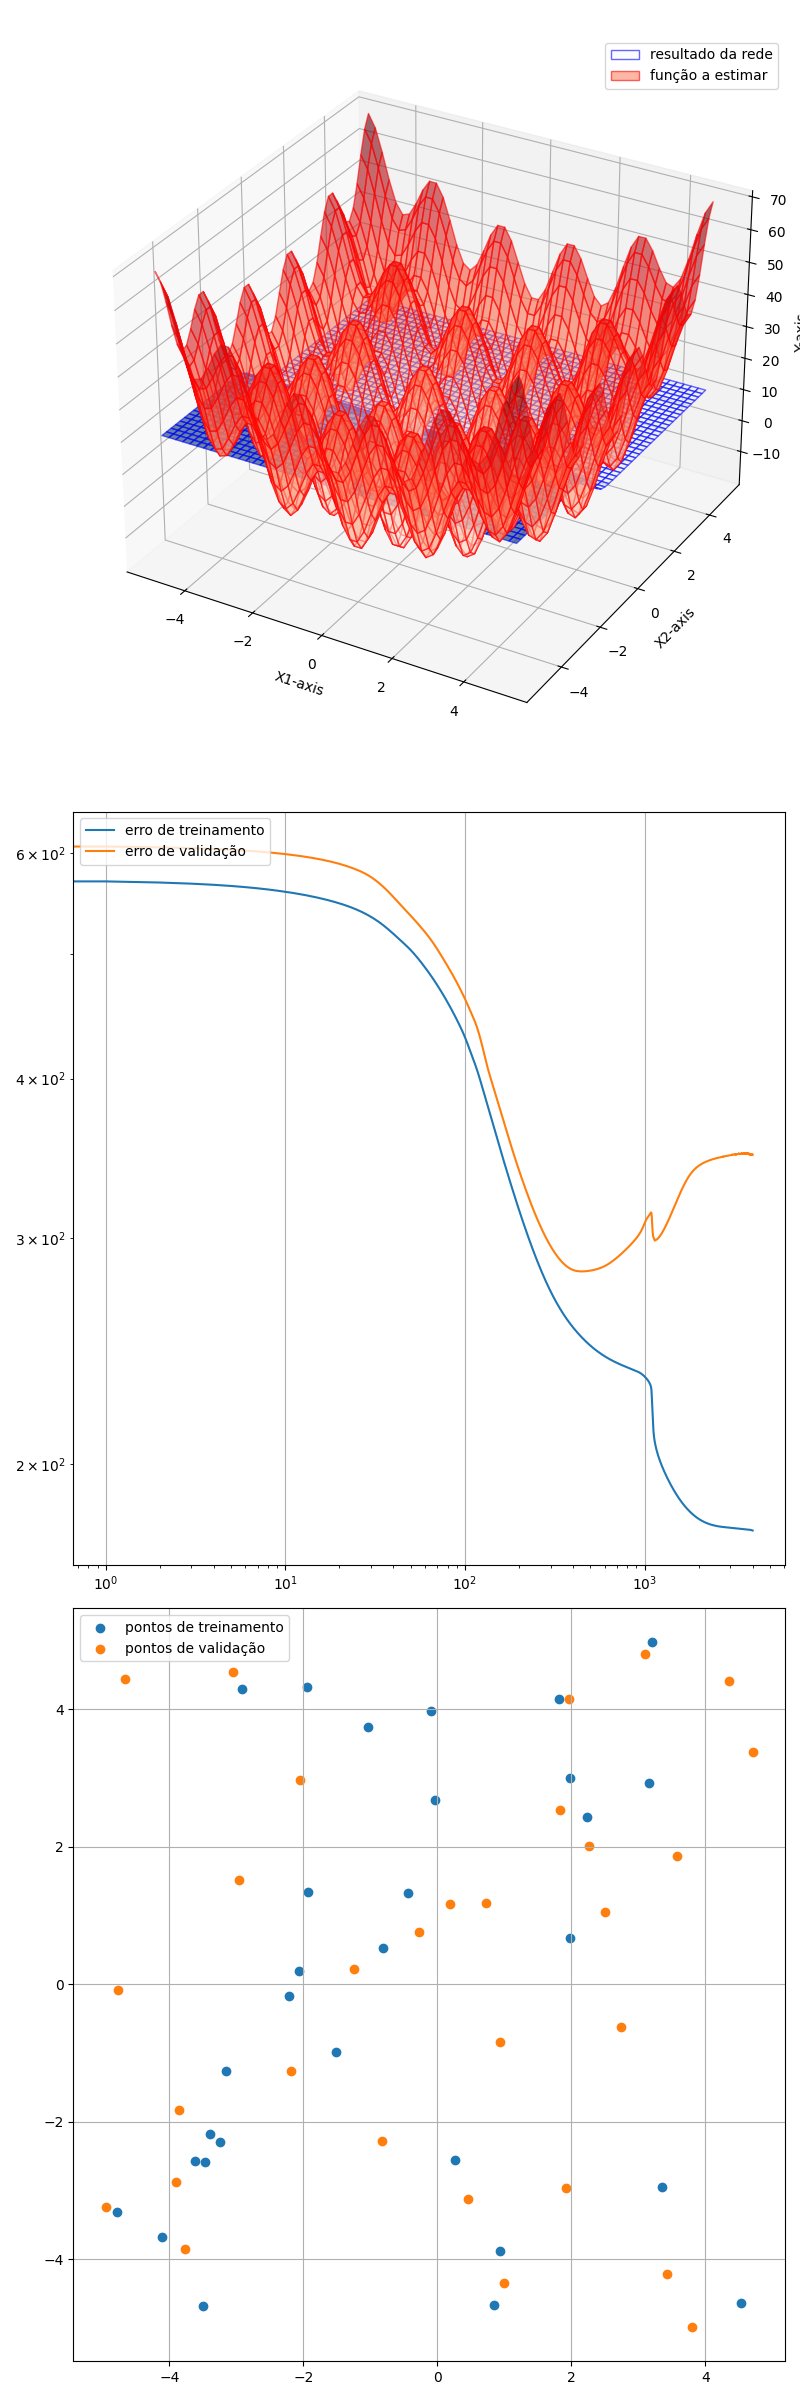 resultado da rede
função a estimar
70
60
50
40
30
20
10
0
−10
4
2
0
−2
−4
X2-axis
−4
−2
0
2
4
X1-axis
erro de treinamento
erro de validação
6 × 10²
4 × 10²
3 × 10²
2 × 10²
10⁰
10¹
10²
10³
pontos de treinamento
pontos de validação
4
2
0
−2
−4
−4
−2
0
2
4